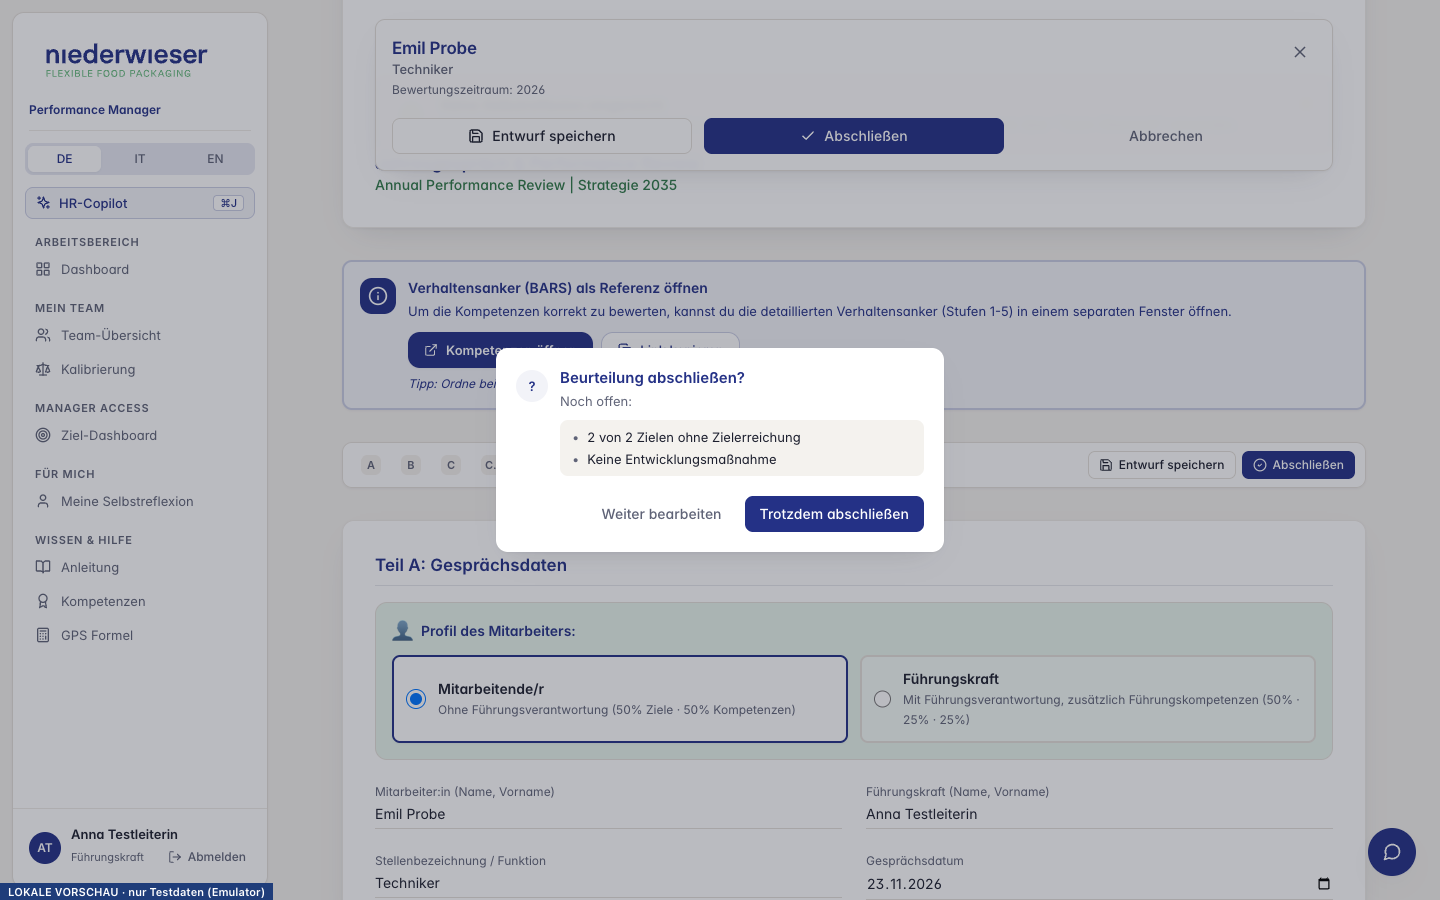 niederwieser
FLEXIBLE FOOD PACKAGING
Performance Manager
DE
IT
EN
HR-Copilot
⌘J
ARBEITSBEREICH
Dashboard
MEIN TEAM
Team-Übersicht
Kalibrierung
MANAGER ACCESS
Ziel-Dashboard
FÜR MICH
Meine Selbstreflexion
WISSEN & HILFE
Anleitung
Kompetenzen
GPS Formel
AT
Anna Testleiterin
Führungskraft
Abmelden
LOKALE VORSCHAU · nur Testdaten (Emulator)
Emil Probe
Techniker
Bewertungszeitraum: 2026
Entwurf speichern
Abschließen
Abbrechen
Annual Performance Review | Strategie 2035
Verhaltensanker (BARS) als Referenz öffnen
Um die Kompetenzen korrekt zu bewerten, kannst du die detaillierten Verhaltensanker (Stufen 1-5) in einem separaten Fenster öffnen.
Tipp: Ordne
?
Beurteilung abschließen?
Noch offen:
• 2 von 2 Zielen ohne Zielerreichung
• Keine Entwicklungsmaßnahme
Weiter bearbeiten
Trotzdem abschließen
A
B
C
Entwurf speichern
Abschließen
Teil A: Gesprächsdaten
Profil des Mitarbeiters:
Mitarbeitende/r
Ohne Führungsverantwortung (50% Ziele · 50% Kompetenzen)
Führungskraft
Mit Führungsverantwortung, zusätzlich Führungskompetenzen (50% ·
25% · 25%)
Mitarbeiter:in (Name, Vorname)
Emil Probe
Führungskraft (Name, Vorname)
Anna Testleiterin
Stellenbezeichnung / Funktion
Techniker
Gesprächsdatum
23.11.2026